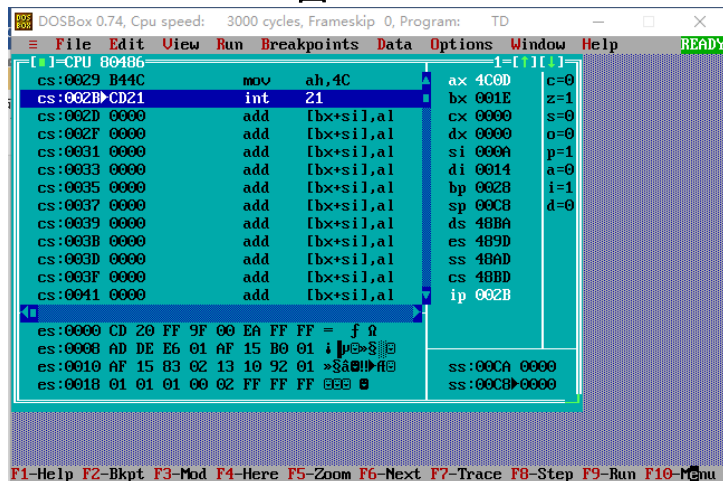 DOSBox 0.74, Cpu speed: 3000 cycles, Frameskip 0, Program: TD
≡ File Edit View Run Breakpoints Data Options Window Help READY
[■]=CPU 80486 1=[↑][↓]
cs:0029 B44C mov ah,4C ax 4C0D c=0
cs:002B►CD21 int 21 bx 001E z=1
cs:002D 0000 add [bx+si],al cx 0000 s=0
cs:002F 0000 add [bx+si],al dx 0000 o=0
cs:0031 0000 add [bx+si],al si 000A p=1
cs:0033 0000 add [bx+si],al di 0014 a=0
cs:0035 0000 add [bx+si],al bp 0028 i=1
cs:0037 0000 add [bx+si],al sp 00C8 d=0
cs:0039 0000 add [bx+si],al ds 48BA
cs:003B 0000 add [bx+si],al es 489D
cs:003D 0000 add [bx+si],al ss 48AD
cs:003F 0000 add [bx+si],al cs 48BD
cs:0041 0000 add [bx+si],al ip 002B
es:0000 CD 20 FF 9F 00 EA FF FF = ƒ Ω
es:0008 AD DE E6 01 AF 15 B0 01
es:0010 AF 15 83 02 13 10 92 01 ss:00CA 0000
es:0018 01 01 01 00 02 FF FF FF ss:00C8►0000
F1-Help F2-Bkpt F3-Mod F4-Here F5-Zoom F6-Next F7-Trace F8-Step F9-Run F10-Menu